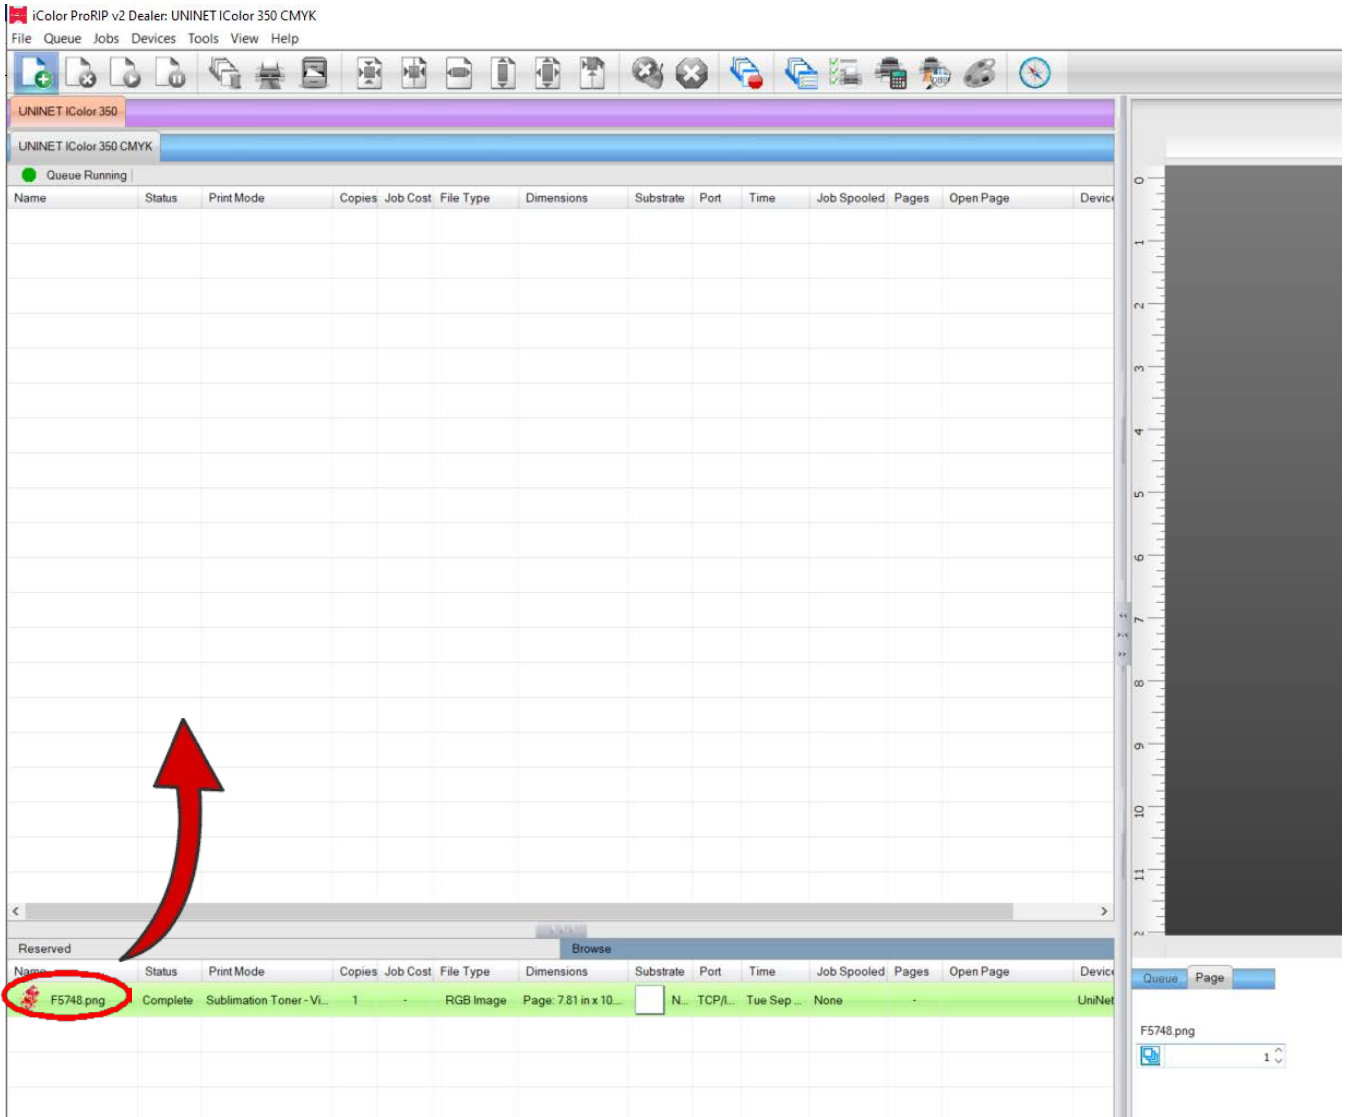 iColor ProRIP v2 Dealer: UNINET IColor 350 CMYK
File Queue Jobs Devices Tools View Help
UNINET IColor 350
UNINET IColor 350 CMYK
Queue Running
Name Status Print Mode Copies Job Cost File Type Dimensions Substrate Port Time Job Spooled Pages Open Page Device
0
1
2
3
4
5
6
7
8
9
10
11
Reserved Browse
Name Status Print Mode Copies Job Cost File Type Dimensions Substrate Port Time Job Spooled Pages Open Page Device
F5748.png Complete Sublimation Toner - Vi... 1 - RGB Image Page: 7.81 in x 10.... N... TCP/I... Tue Sep ... None - UniNet
Queue Page
F5748.png
1